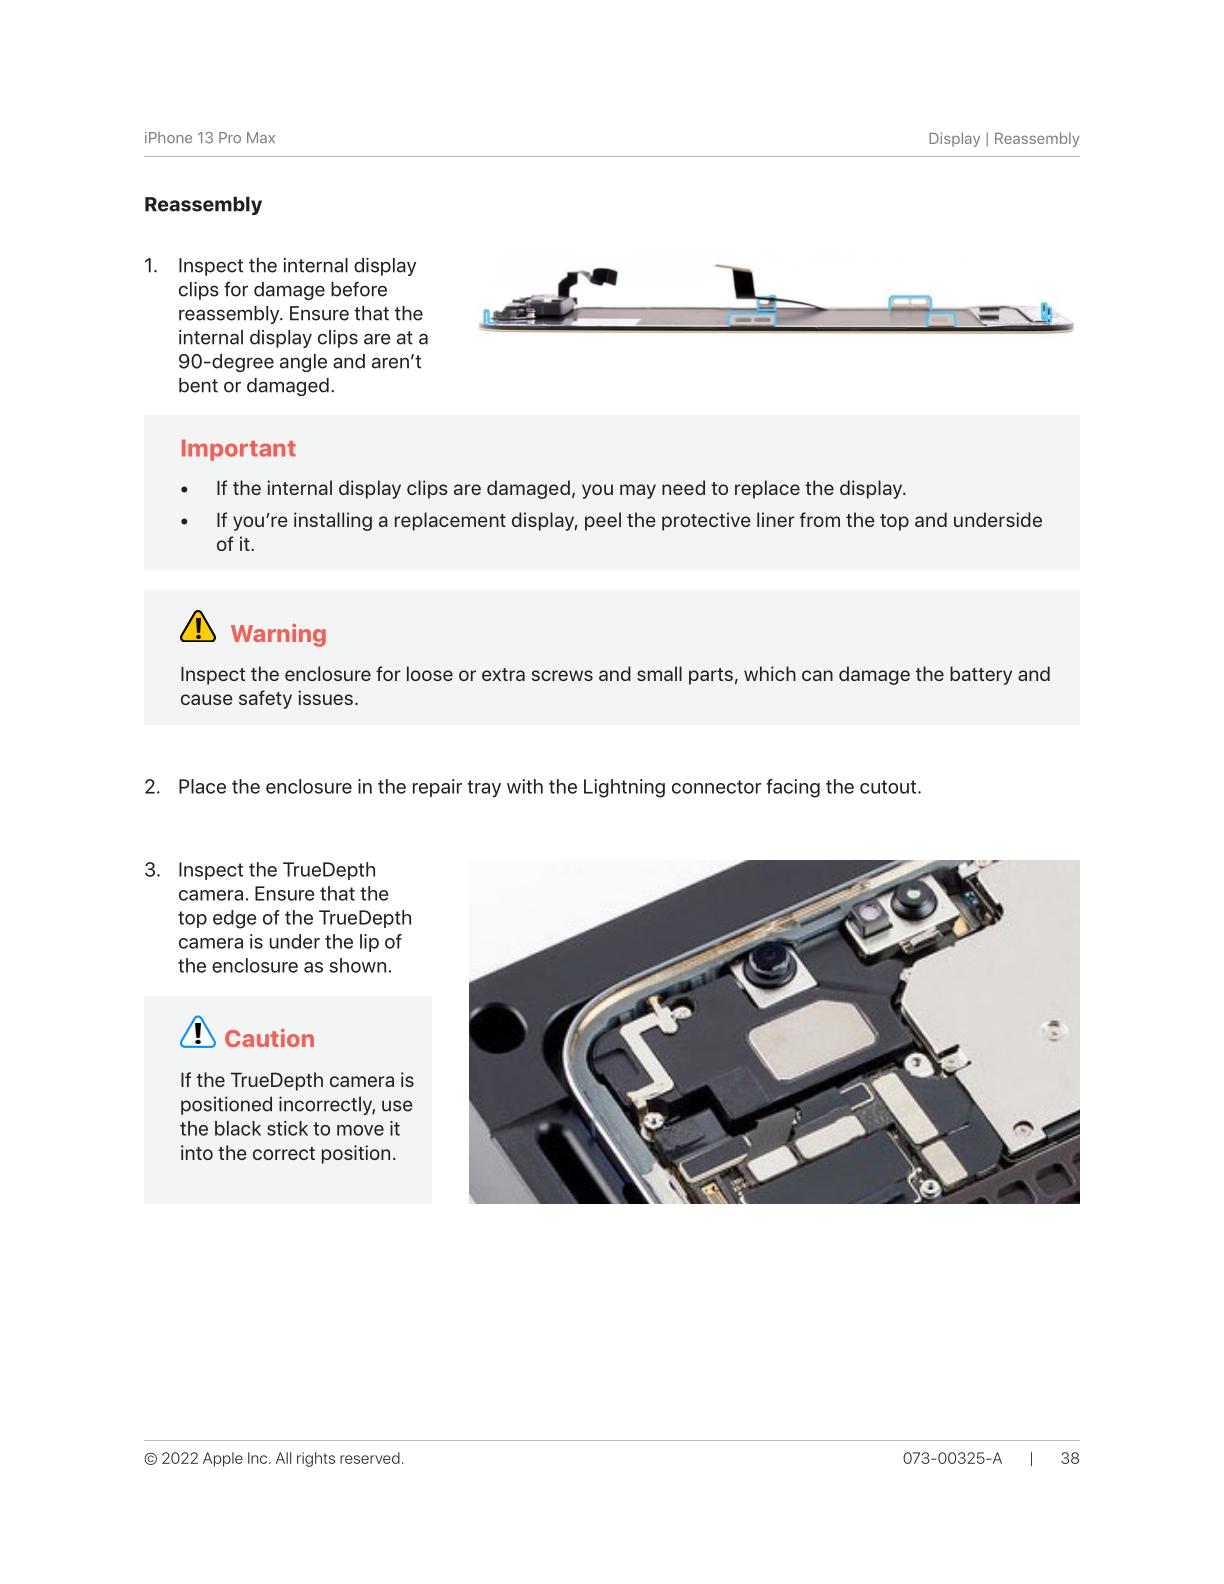 iPhone 13 Pro Max
Display | Reassembly
Reassembly
1. Inspect the internal display
clips for damage before
reassembly. Ensure that the
internal display clips are at a
90-degree angle and aren’t
bent or damaged.
Important
• If the internal display clips are damaged, you may need to replace the display.
• If you’re installing a replacement display, peel the protective liner from the top and underside
of it.
Warning
Inspect the enclosure for loose or extra screws and small parts, which can damage the battery and
cause safety issues.
2. Place the enclosure in the repair tray with the Lightning connector facing the cutout.
3. Inspect the TrueDepth
camera. Ensure that the
top edge of the TrueDepth
camera is under the lip of
the enclosure as shown.
Caution
If the TrueDepth camera is
positioned incorrectly, use
the black stick to move it
into the correct position.
© 2022 Apple Inc. All rights reserved.
073-00325-A | 38